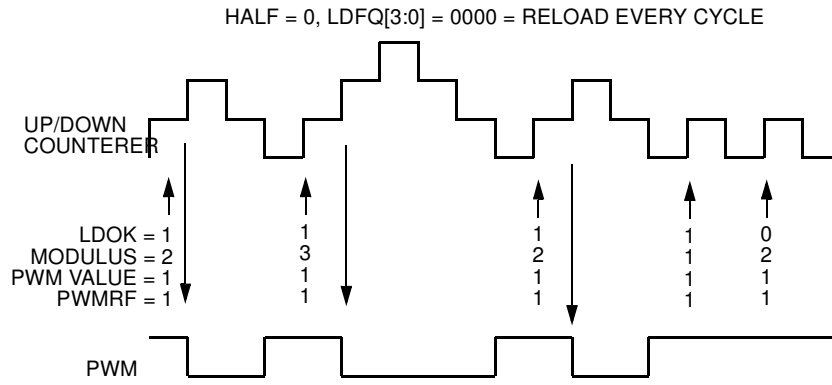 HALF = 0, LDFQ[3:0] = 0000 = RELOAD EVERY CYCLE
UP/DOWN
COUNTERER
LDOK = 1 1 1 1 0
MODULUS = 2 3 2 1 2
PWM VALUE = 1 1 1 1 1
PWMRF = 1 1 1 1 1
PWM